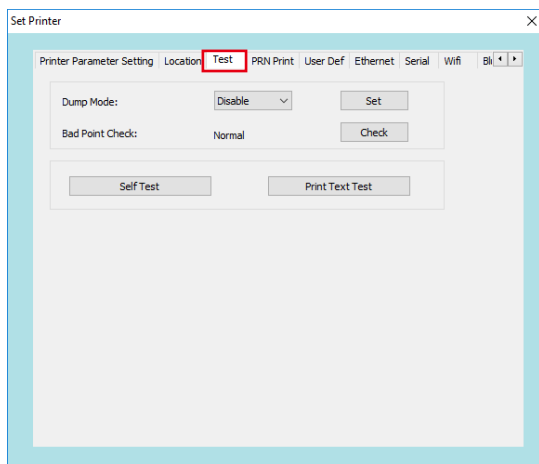 Set Printer
Printer Parameter Setting Location Test PRN Print User Def Ethernet Serial Wifi
Dump Mode: Disable Set
Bad Point Check: Normal Check
Self Test Print Text Test